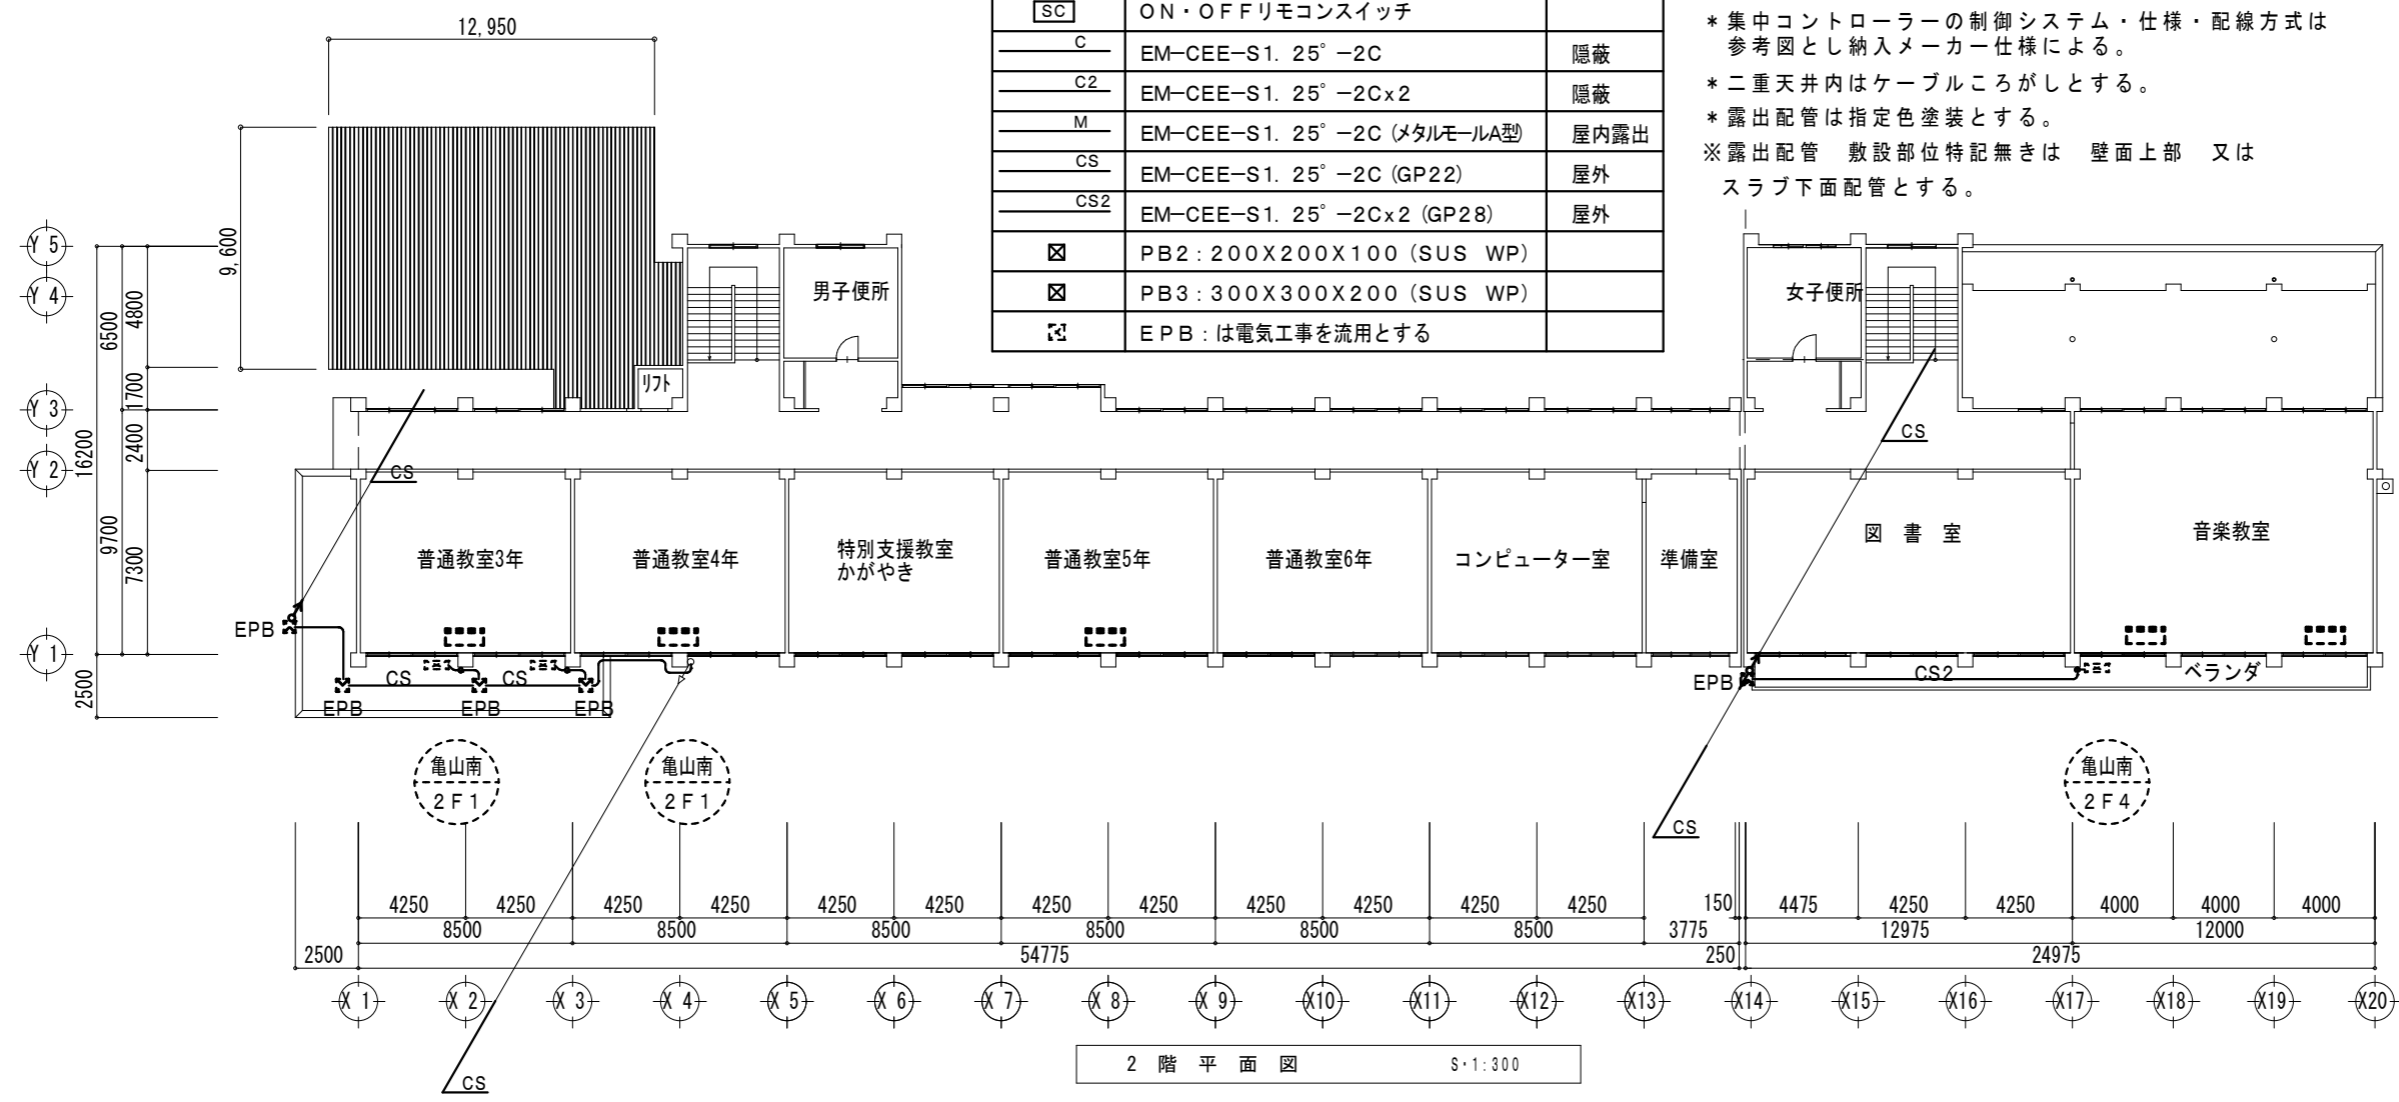 12,950
SC ON・OFFリモコンスイッチ
C EM-CEE-S1. 25°-2C 隠蔽
C2 EM-CEE-S1. 25°-2Cx2 隠蔽
M EM-CEE-S1. 25°-2C (メタルモールA型) 屋内露出
CS EM-CEE-S1. 25°-2C (GP22) 屋外
CS2 EM-CEE-S1. 25°-2Cx2 (GP28) 屋外
PB2:200X200X100 (SUS WP)
PB3:300X300X200 (SUS WP)
EPB:は電気工事を流用とする
*集中コントローラーの制御システム・仕様・配線方式は
参考図とし納入メーカー仕様による。
*二重天井内はケーブルころがしとする。
*露出配管は指定色塗装とする。
※露出配管 敷設部位特記無きは 壁面上部 又は
スラブ下面配管とする。
Y 5
Y 4
Y 3
Y 2
Y 1
9,600
16200
6500
9700
2500
4800
1700
2400
7300
男子便所
女子便所
リフト
CS
CS
普通教室3年
普通教室4年
特別支援教室
かがやき
普通教室5年
普通教室6年
コンピューター室
準備室
図 書 室
音楽教室
EPB
CS
CS
EPB
EPB
EPB
EPB
CS2
ベランダ
亀山南
2F1
亀山南
2F1
亀山南
2F4
CS
4250 4250 4250 4250 4250 4250 4250 4250 4250 4250 4250 4250 150 4475 4250 4250 4000 4000 4000
8500 8500 8500 8500 8500 8500 3775 12975 12000
2500 54775 250 24975
X 1 X 2 X 3 X 4 X 5 X 6 X 7 X 8 X 9 X10 X11 X12 X13 X14 X15 X16 X17 X18 X19 X20
2 階 平 面 図 S・1:300
CS